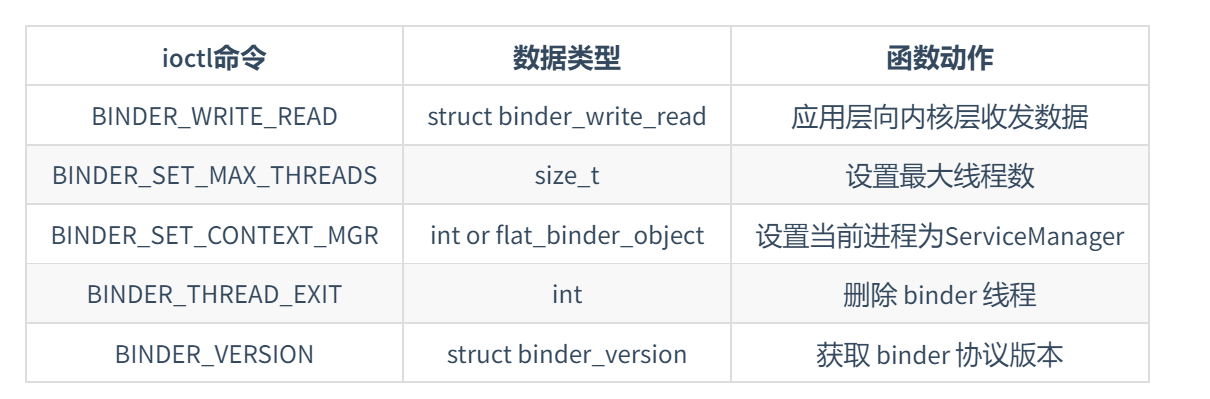 ioctl命令 数据类型 函数动作
BINDER_WRITE_READ struct binder_write_read 应用层向内核层收发数据
BINDER_SET_MAX_THREADS size_t 设置最大线程数
BINDER_SET_CONTEXT_MGR int or flat_binder_object 设置当前进程为ServiceManager
BINDER_THREAD_EXIT int 删除 binder 线程
BINDER_VERSION struct binder_version 获取 binder 协议版本